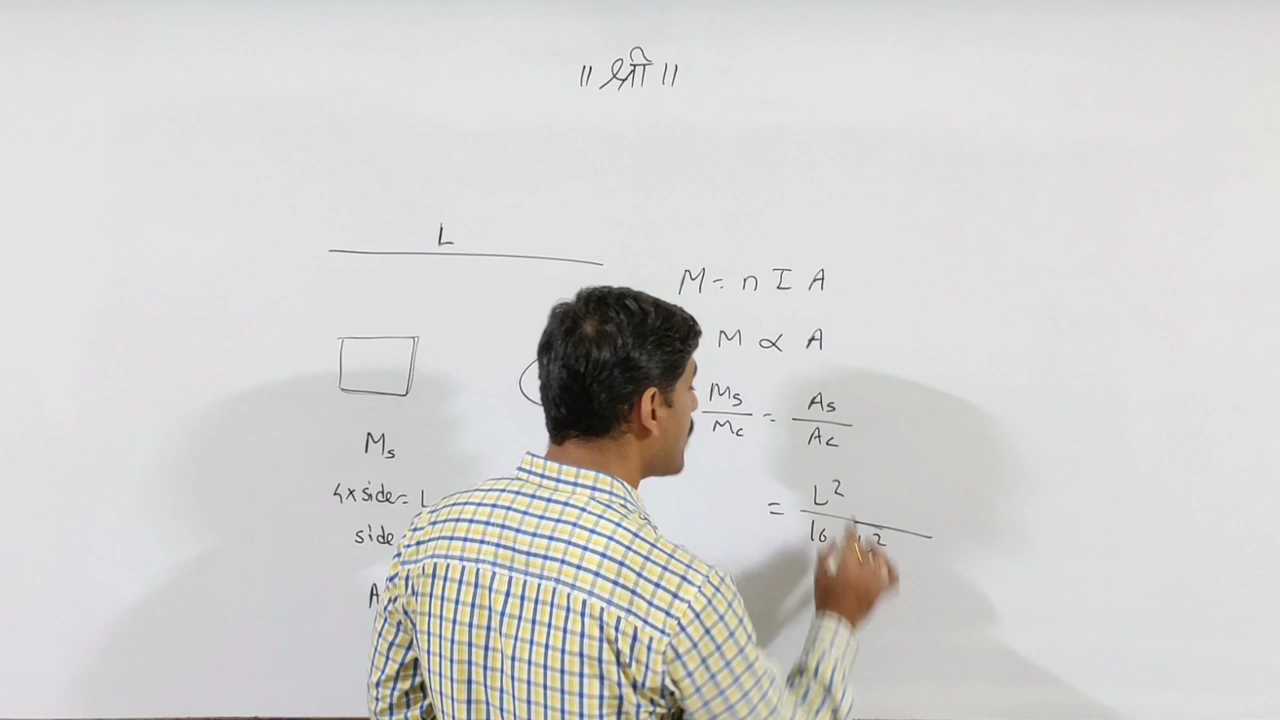 ॥ श्री ॥
L
M = n I A
M ∝ A
Ms / Mc = As / Ac
Ms
4 x side = L
side
A
= L² / 16